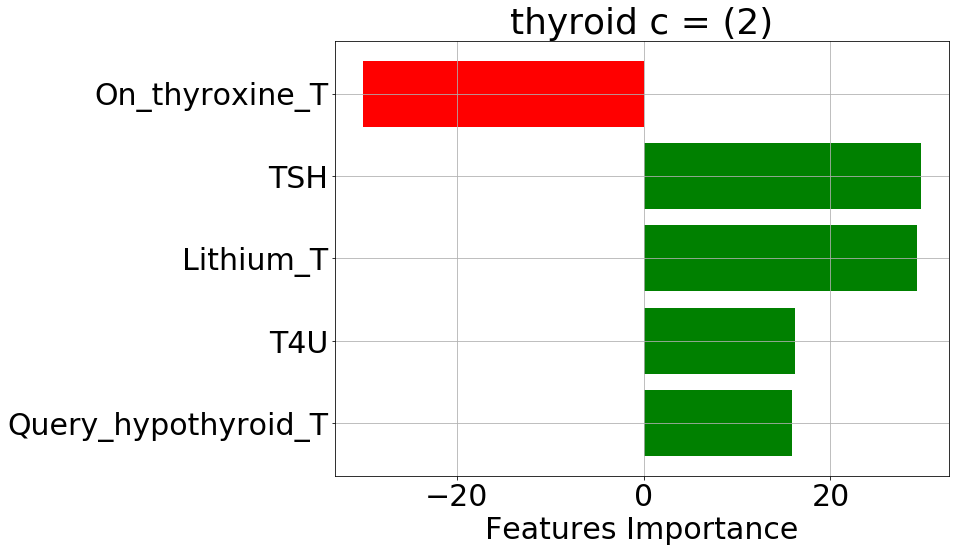 thyroid c = (2)
On_thyroxine_T
TSH
Lithium_T
T4U
Query_hypothyroid_T
−20 0 20
Features Importance